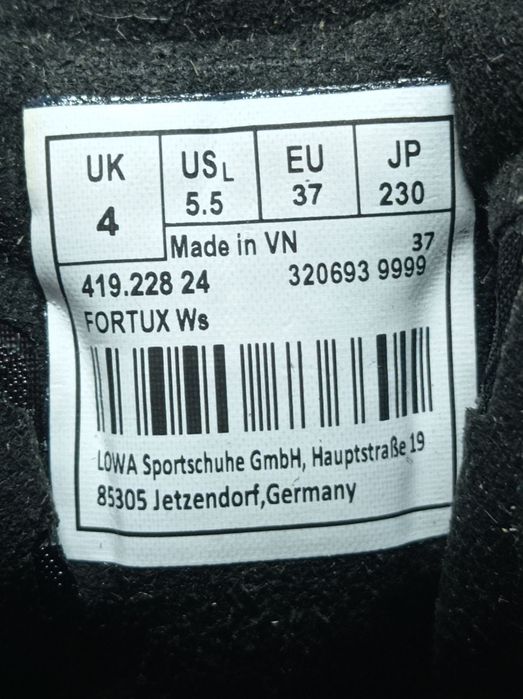 UK USL EU JP
4 5.5 37 230
Made in VN 37
419.228 24 320693 9999
FORTUX Ws
LOWA Sportschuhe GmbH, Hauptstraße 19
85305 Jetzendorf,Germany